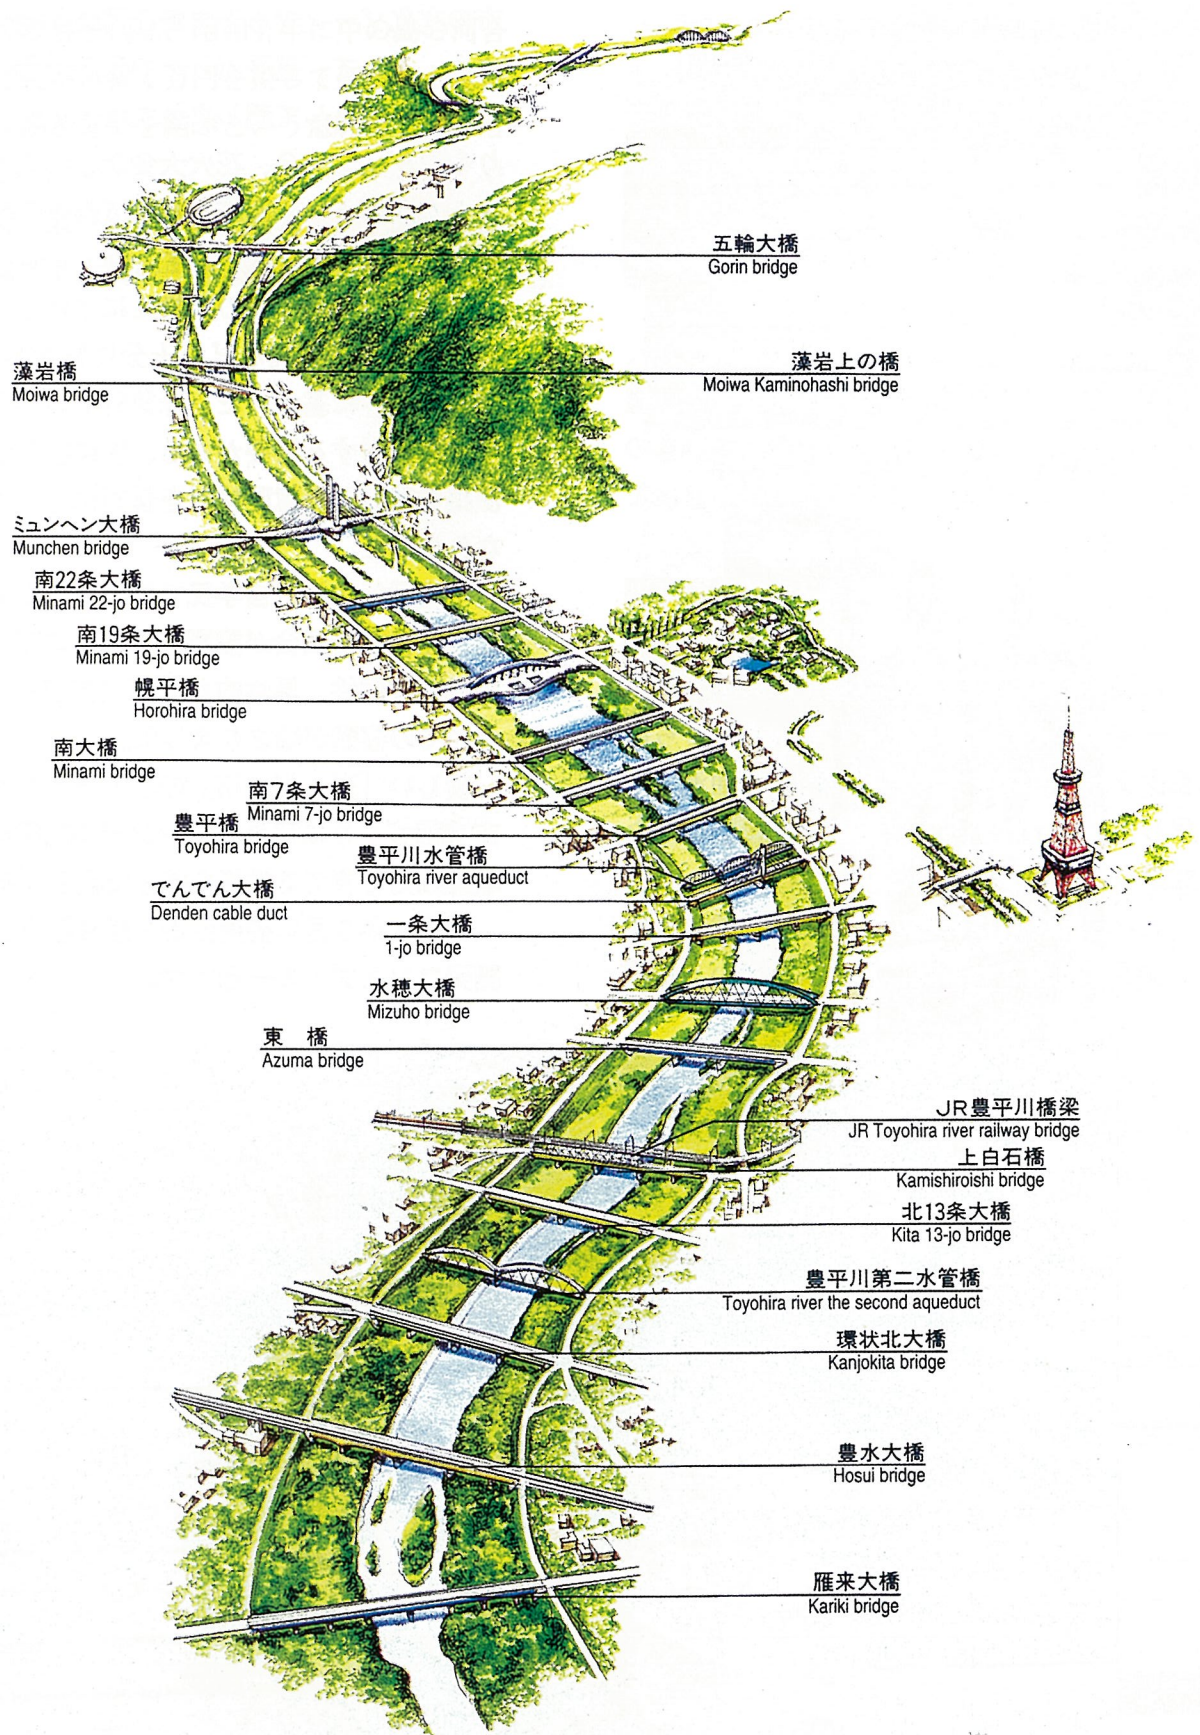 五輪大橋
Gorin bridge
藻岩上の橋
Moiwa Kaminohashi bridge
藻岩橋
Moiwa bridge
ミュンヘン大橋
Munchen bridge
南22条大橋
Minami 22-jo bridge
南19条大橋
Minami 19-jo bridge
幌平橋
Horohira bridge
南大橋
Minami bridge
南7条大橋
Minami 7-jo bridge
豊平橋
Toyohira bridge
豊平川水管橋
Toyohira river aqueduct
でんでん大橋
Denden cable duct
一条大橋
1-jo bridge
水穂大橋
Mizuho bridge
東 橋
Azuma bridge
JR豊平川橋梁
JR Toyohira river railway bridge
上白石橋
Kamishiroishi bridge
北13条大橋
Kita 13-jo bridge
豊平川第二水管橋
Toyohira river the second aqueduct
環状北大橋
Kanjokita bridge
豊水大橋
Hosui bridge
雁来大橋
Kariki bridge